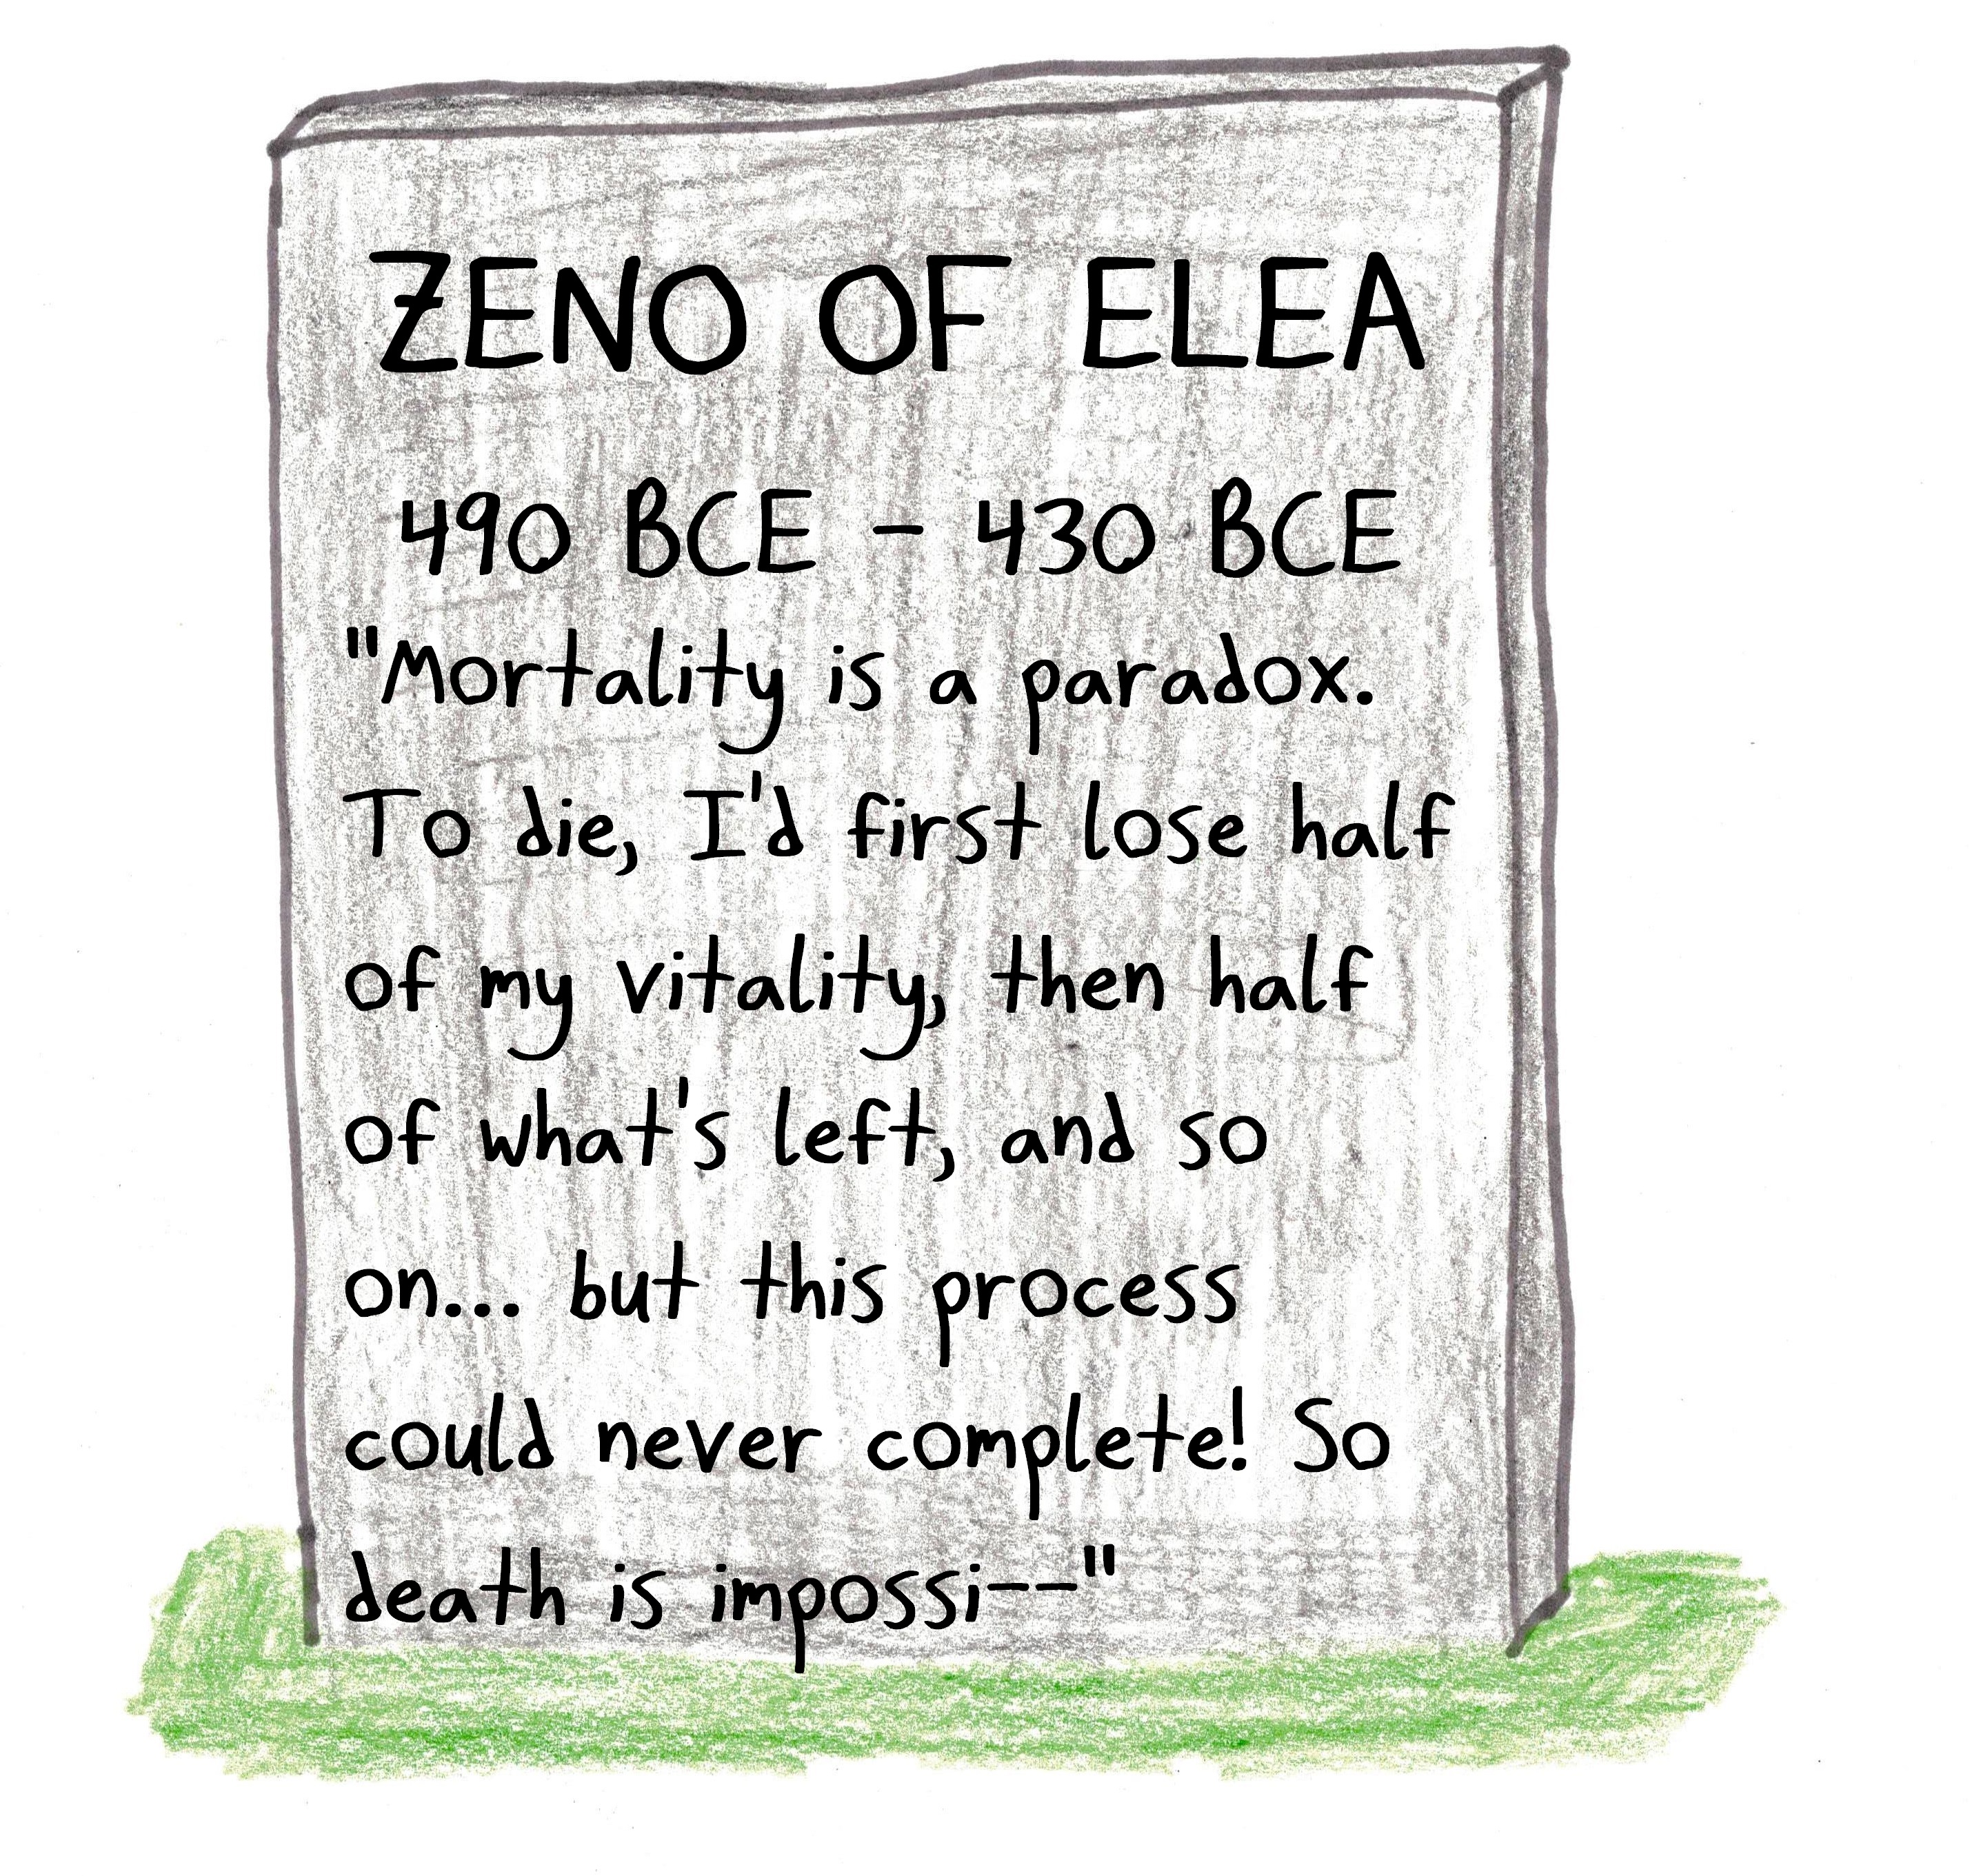 ZENO OF ELEA
490 BCE - 430 BCE
"Mortality is a paradox.
To die, I'd first lose half
of my vitality, then half
of what's left, and so
on... but this process
could never complete! So
death is impossi--"